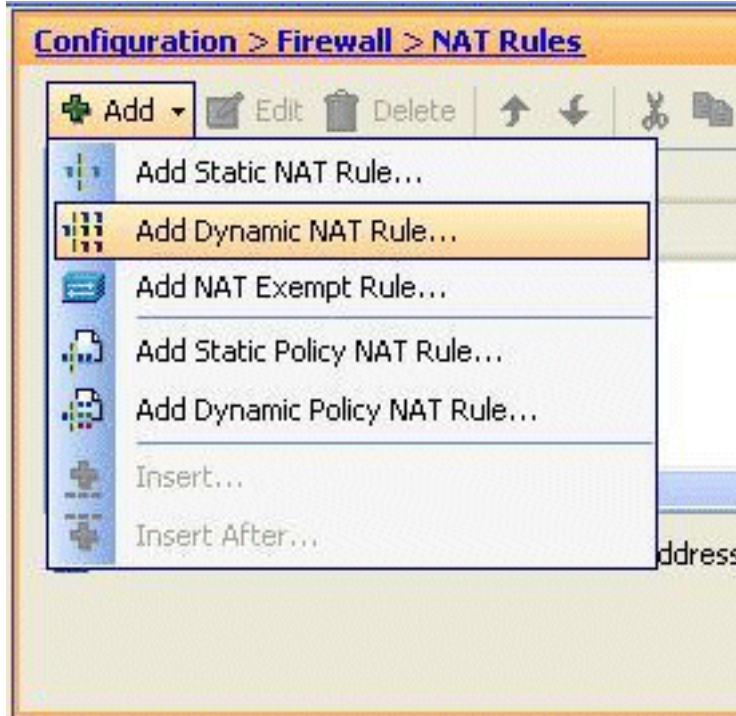 Configuration > Firewall > NAT Rules
Add Edit Delete
Add Static NAT Rule...
Add Dynamic NAT Rule...
Add NAT Exempt Rule...
Add Static Policy NAT Rule...
Add Dynamic Policy NAT Rule...
Insert...
Insert After...
ddress